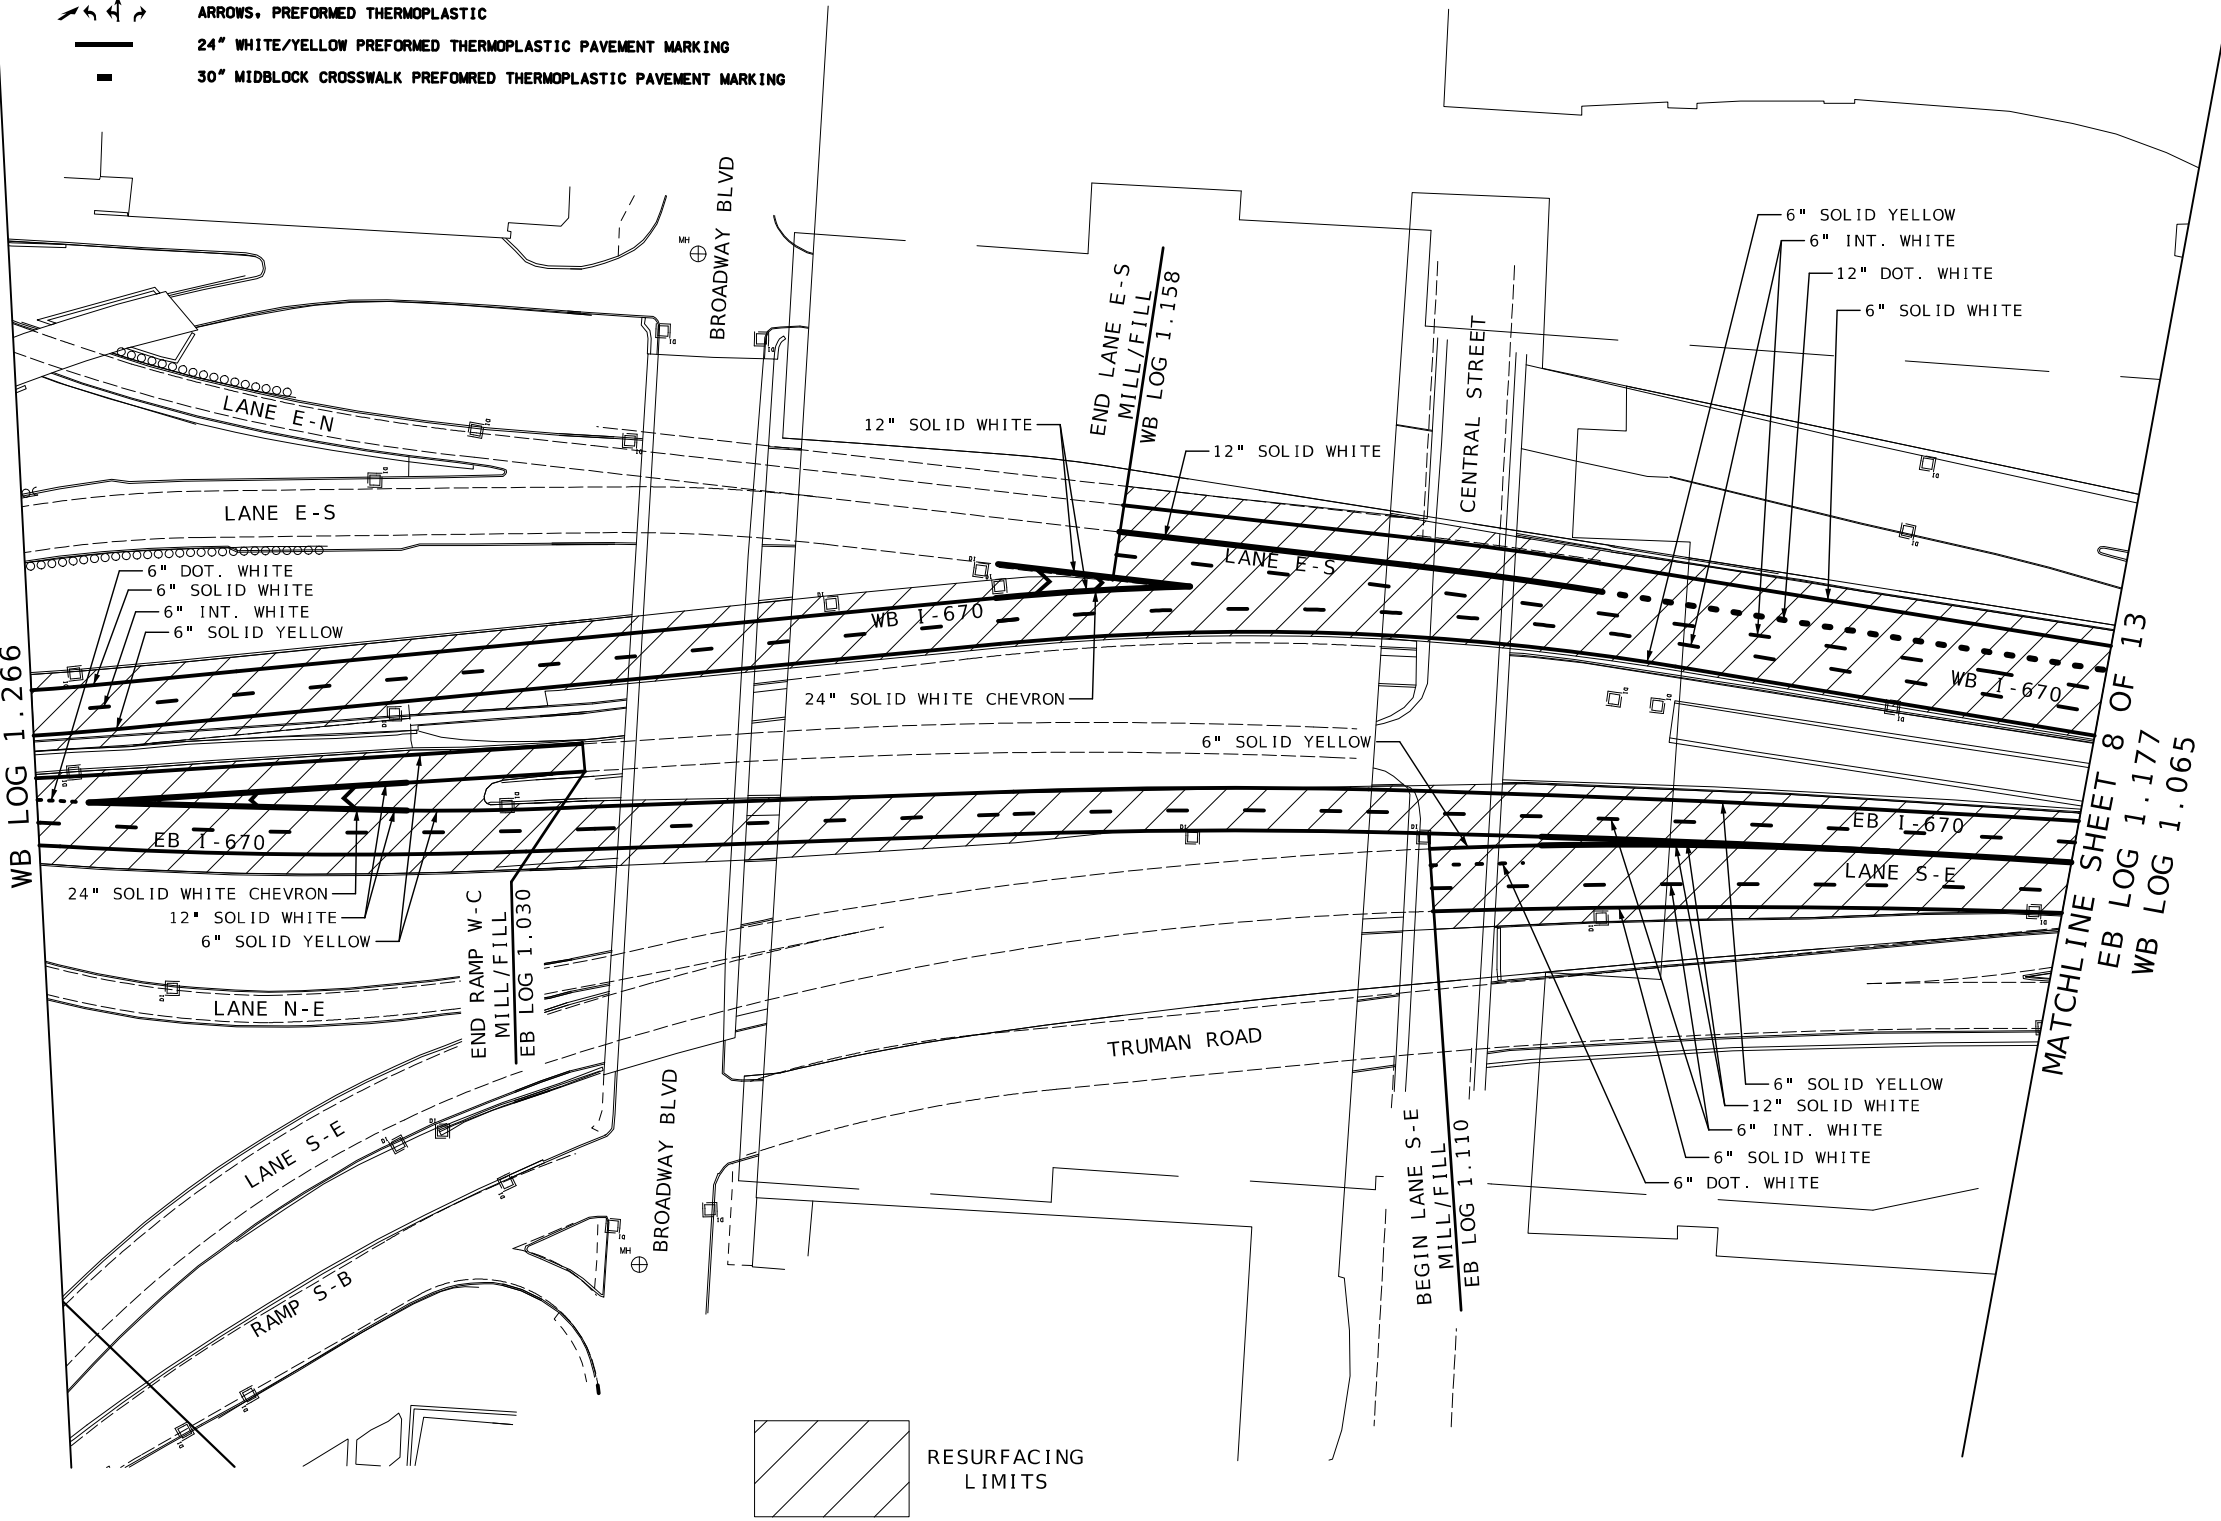 ARROWS, PREFORMED THERMOPLASTIC
24" WHITE/YELLOW PREFORMED THERMOPLASTIC PAVEMENT MARKING
30" MIDBLOCK CROSSWALK PREFOMRED THERMOPLASTIC PAVEMENT MARKING
MH
BROADWAY BLVD
END LANE E-S
MILL/FILL
WB LOG 1.158
CENTRAL STREET
6" SOLID YELLOW
6" INT. WHITE
12" DOT. WHITE
6" SOLID WHITE
LANE E-N
12" SOLID WHITE
12" SOLID WHITE
LANE E-S
LANE E-S
6" DOT. WHITE
6" SOLID WHITE
6" INT. WHITE
6" SOLID YELLOW
WB I-670
WB I-670
24" SOLID WHITE CHEVRON
6" SOLID YELLOW
WB LOG 1.266
EB I-670
EB I-670
LANE S-E
24" SOLID WHITE CHEVRON
12" SOLID WHITE
6" SOLID YELLOW
END RAMP W-C
MILL/FILL
EB LOG 1.030
LANE N-E
TRUMAN ROAD
MATCHLINE SHEET 8 OF 13
EB LOG 1.177
WB LOG 1.065
6" SOLID YELLOW
12" SOLID WHITE
6" INT. WHITE
6" SOLID WHITE
6" DOT. WHITE
LANE S-E
BROADWAY BLVD
MH
BEGIN LANE S-E
MILL/FILL
EB LOG 1.110
RAMP S-B
RESURFACING
LIMITS